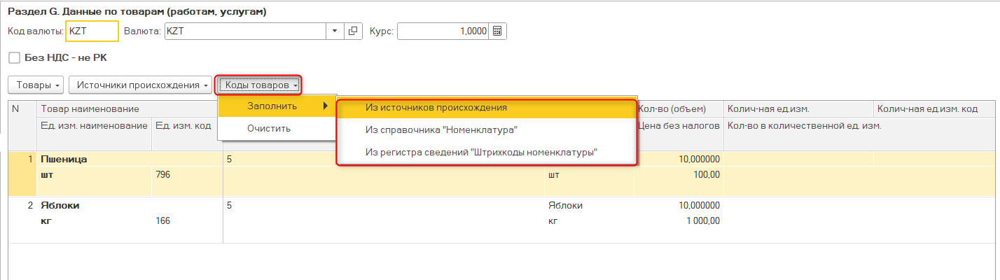 Раздел G. Данные по товарам (работам, услугам)
Код валюты: KZT Валюта: KZT Курс: 1,0000
Без НДС - не РК
Товары Источники происхождения Коды товаров
Заполнить
Очистить
Из источников происхождения
Из справочника "Номенклатура"
Из регистра сведений "Штрихкоды номенклатуры"
N Товар наименование Кол-во (объем) Колич-ная ед.изм. Колич-ная ед.изм. код
Ед. изм. наименование Ед. изм. код Цена без налогов Кол-во в количественной ед. изм.
1 Пшеница 5 10,000000
шт 796 шт 100,00
2 Яблоки 5 Яблоки 10,000000
кг 166 кг 1 000,00